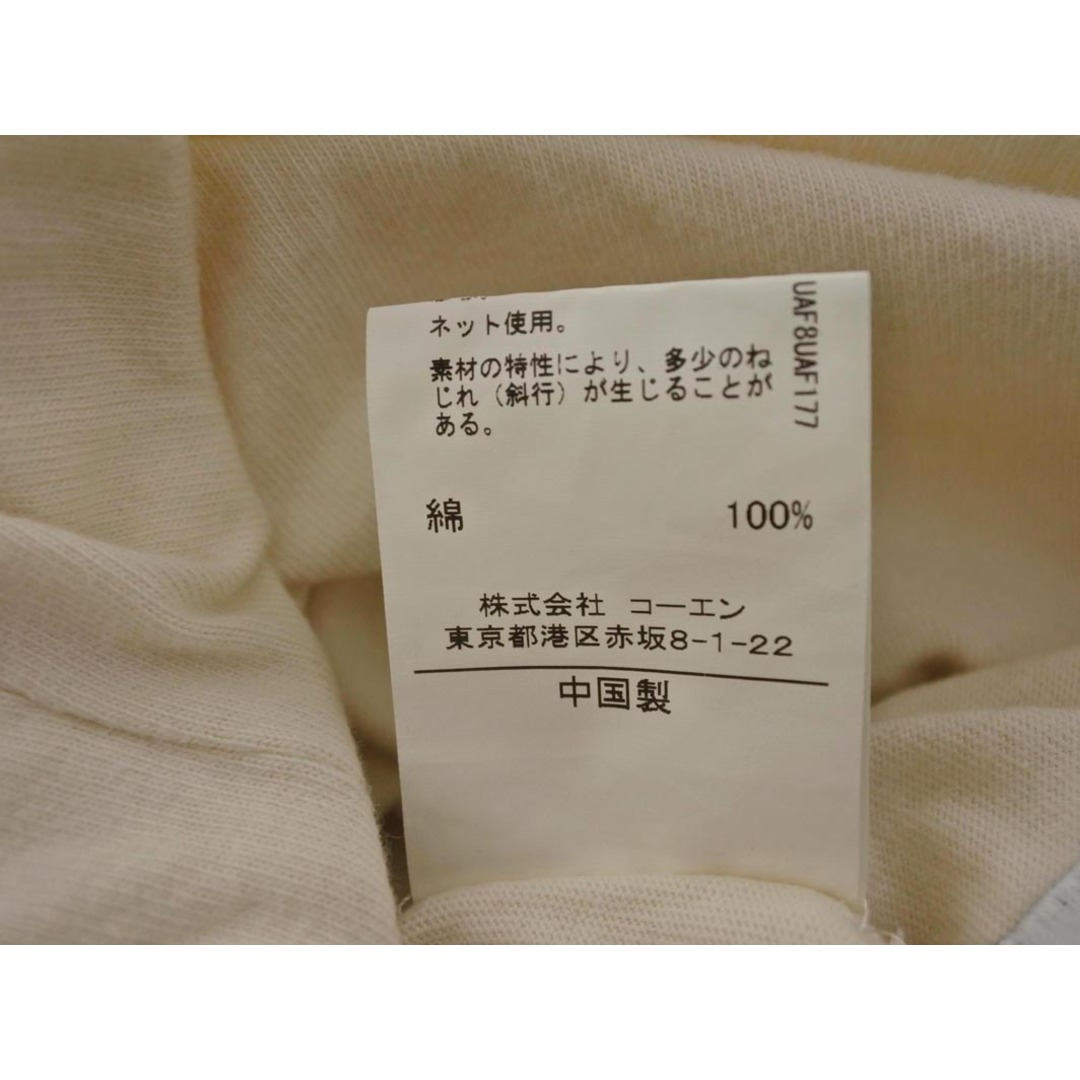 ネット使用。
素材の特性により、多少のね
じれ（斜行）が生じることが
ある。
UAF8UAF177
綿 100%
株式会社 コーエン
東京都港区赤坂8-1-22
中国製